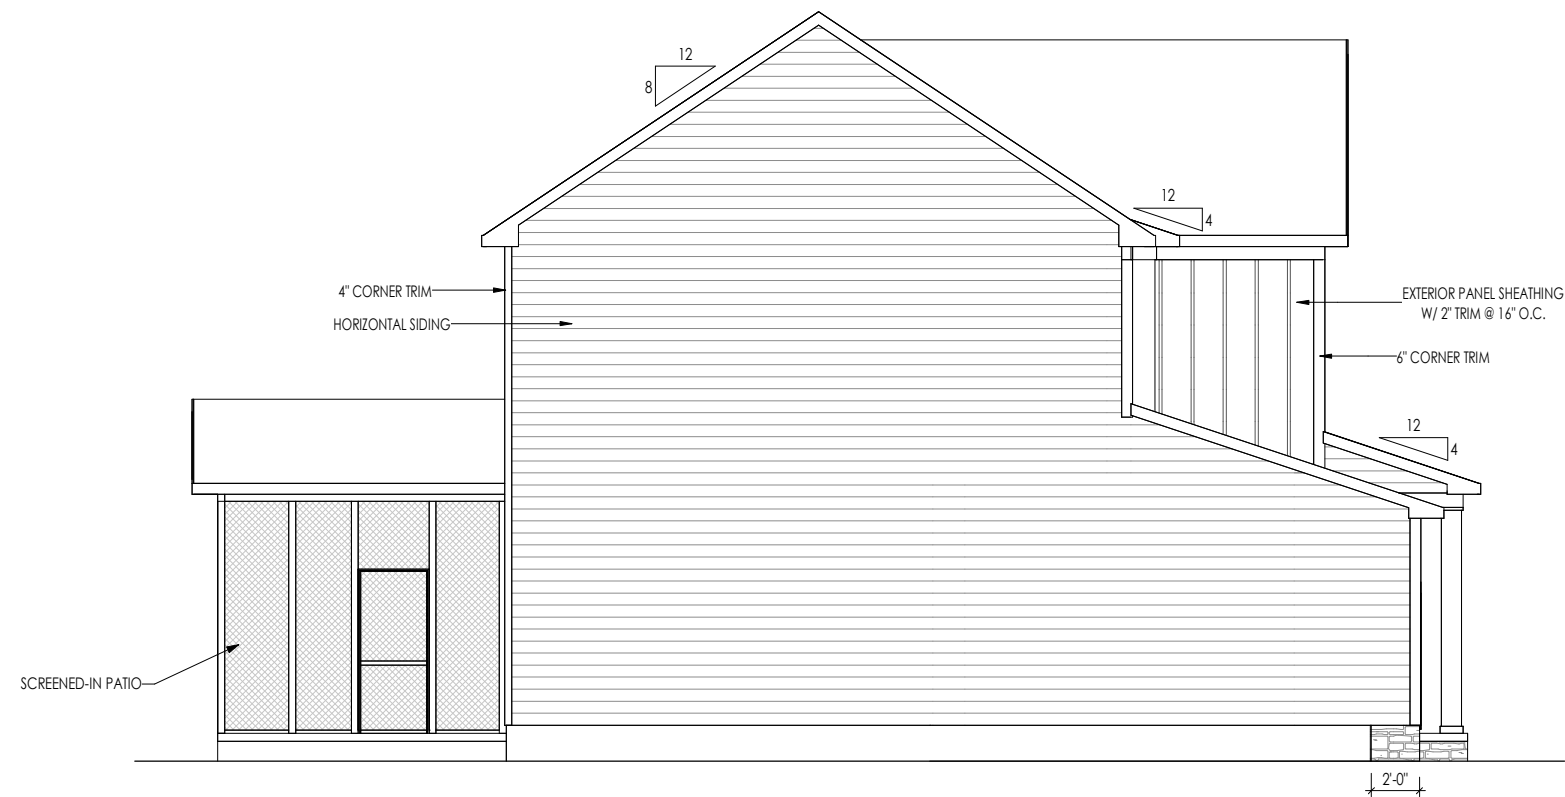 12
8
12
4
4" CORNER TRIM
HORIZONTAL SIDING
EXTERIOR PANEL SHEATHING
W/ 2" TRIM @ 16" O.C.
6" CORNER TRIM
12
4
SCREENED-IN PATIO
2'-0"